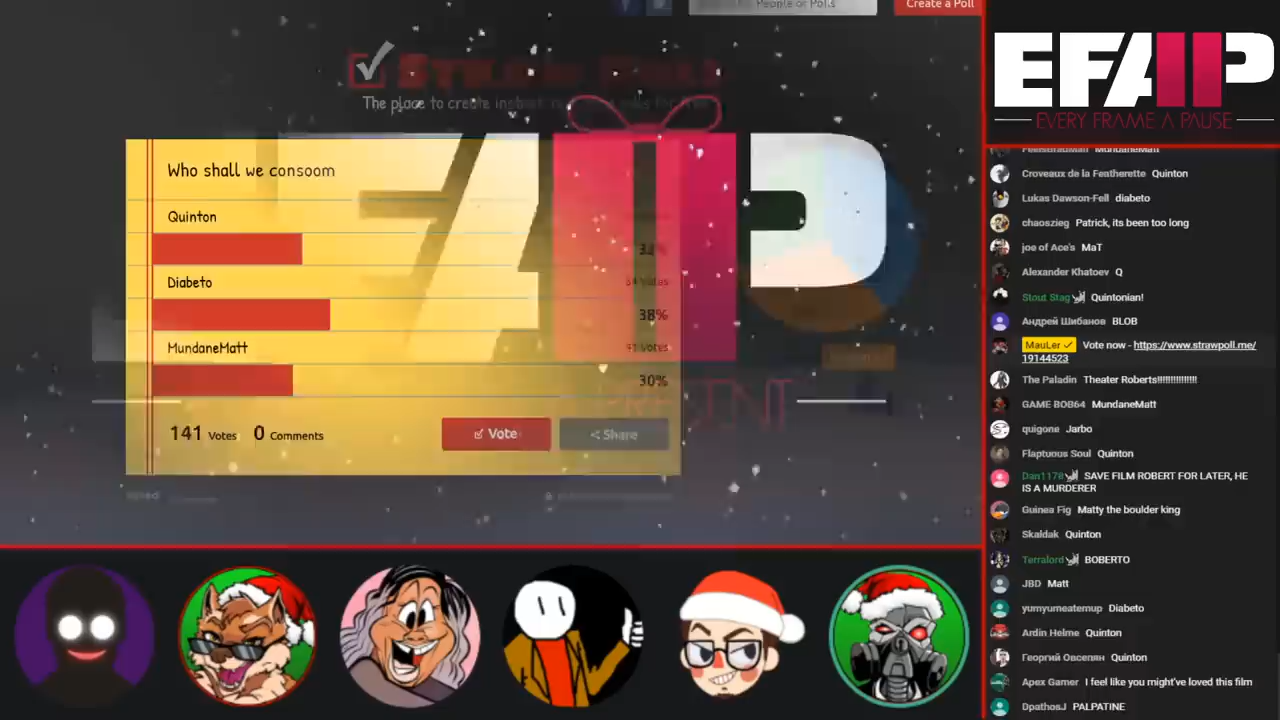 People or Polls
Create a Poll
The place to create instant
Who shall we consoom
Quinton
Diabeto
38%
MundaneMatt
30%
141 Votes 0 Comments
Vote
Share
EFAP
EVERY FRAME A PAUSE
MundaneMatt
Croveaux de la Feantherette Quinton
Lukas Dawson-Fell diabeto
chaoszieg Patrick, its been too long
joe of Ace's MaT
Alexander Khatoev Q
Stout Stag Quintonian!
Андрей Шибанов BLOB
MauLer Vote now - https://www.strawpoll.me/
19144523
The Paladin Theater Roberts!!!!!!!!!!!!!!!
GAME BOB64 MundaneMatt
quigone Jarbo
Flaptuous Soul Quinton
Dan1178 SAVE FILM ROBERT FOR LATER, HE
IS A MURDERER
Guinea Fig Matty the boulder king
Skaldak Quinton
Terralord BOBERTO
JBD Matt
yumyumeatemup Diabeto
Ardin Helme Quinton
Георгий Овсепян Quinton
Apex Gamer I feel like you might've loved this film
DpathosJ PALPATINE